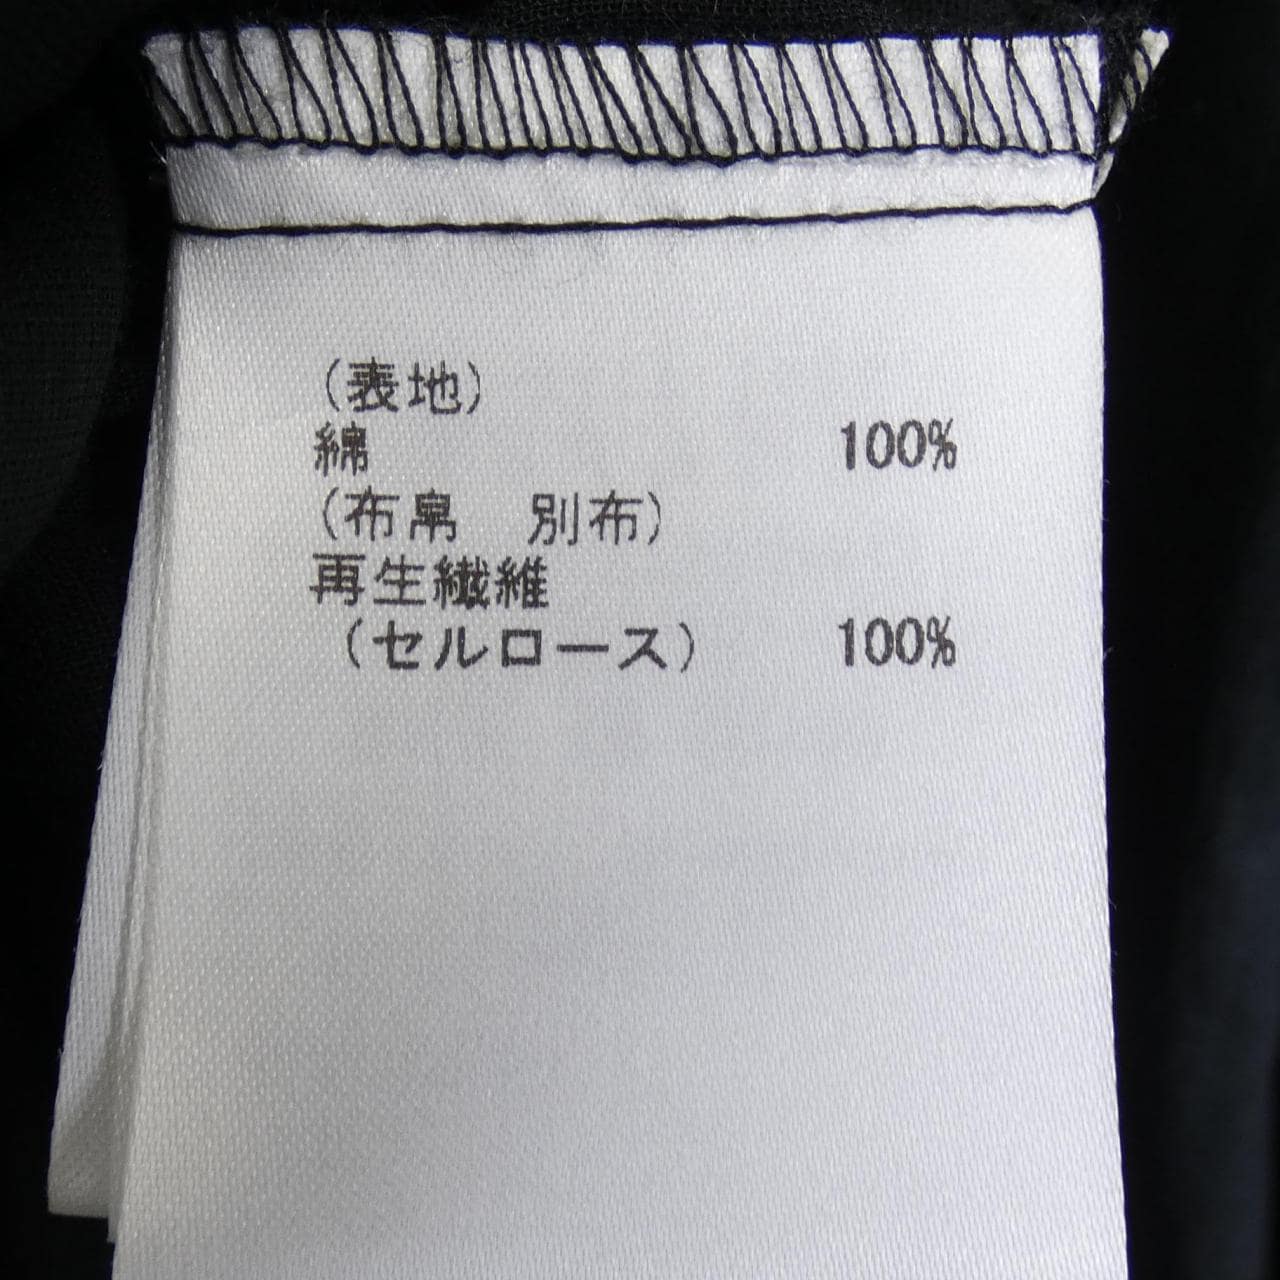 (表地)
綿 100%
(布帛 別布)
再生繊維
(セルロース) 100%